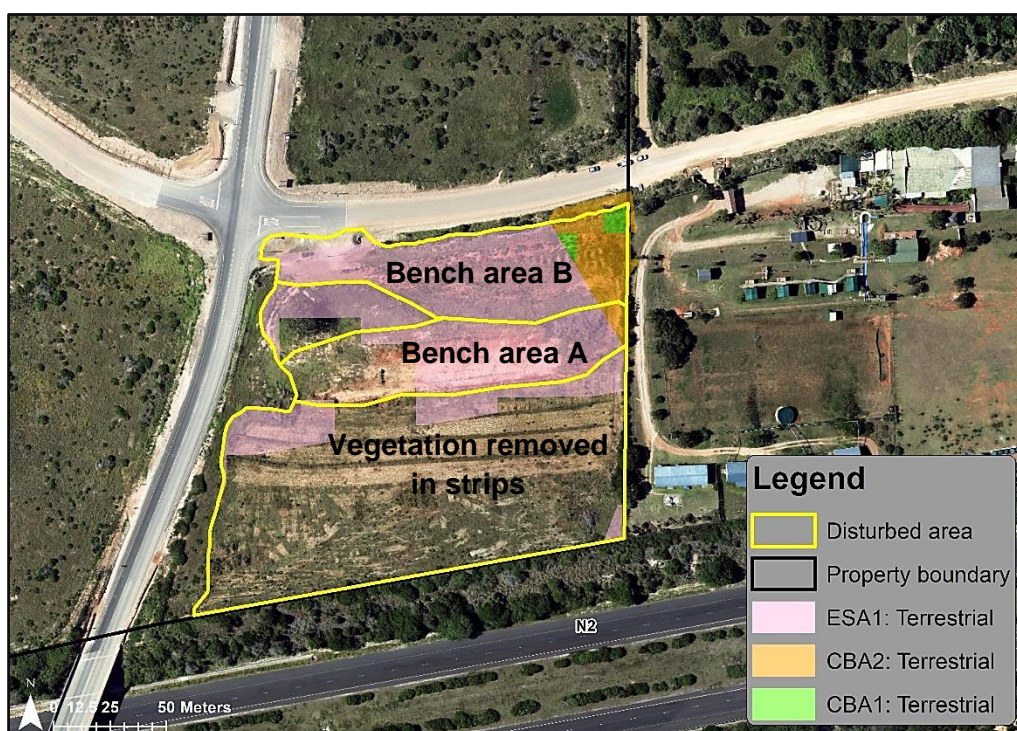 Bench area B
Bench area A
Vegetation removed
in strips
N2
N
0 12.5 25 50 Meters
Legend
Disturbed area
Property boundary
ESA1: Terrestrial
CBA2: Terrestrial
CBA1: Terrestrial